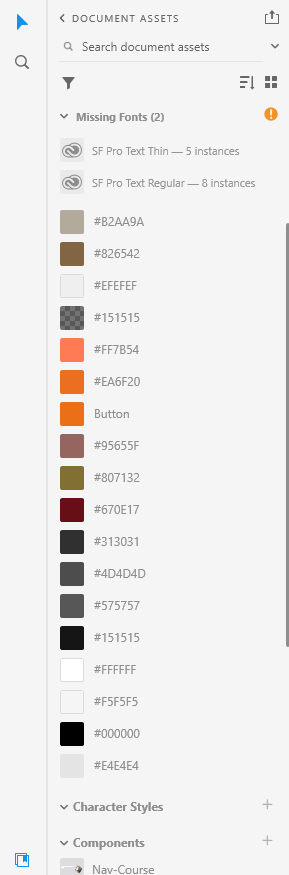 DOCUMENT ASSETS
Search document assets
Missing Fonts (2)
SF Pro Text Thin — 5 instances
SF Pro Text Regular — 8 instances
#B2AA9A
#826542
#EFEFEF
#151515
#FF7B54
#EA6F20
Button
#95655F
#807132
#670E17
#313031
#4D4D4D
#575757
#151515
#FFFFFF
#F5F5F5
#000000
#E4E4E4
Character Styles
Components
Nav-Course